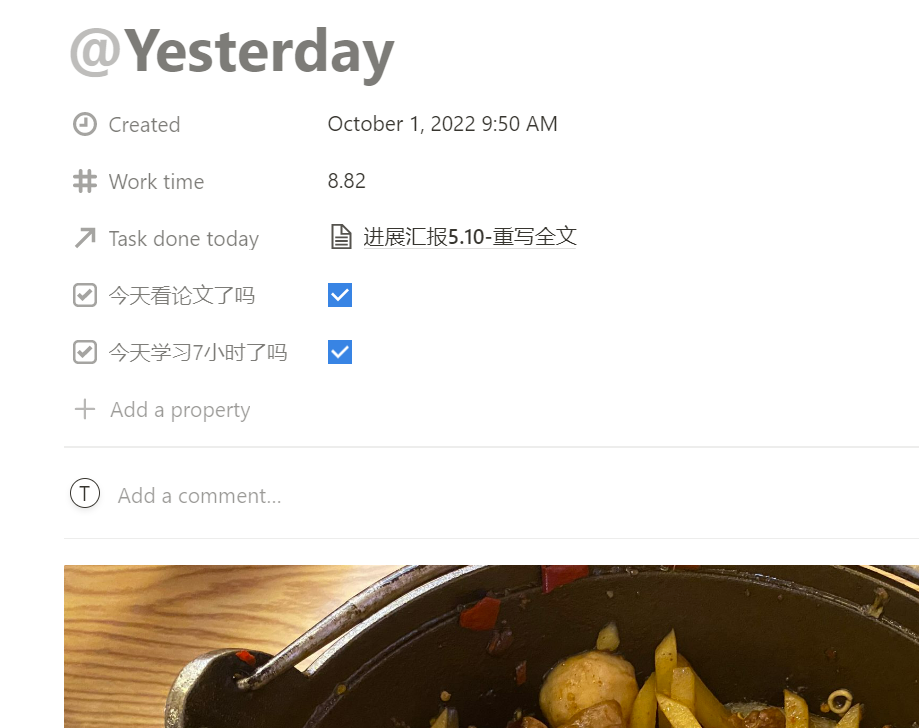 @Yesterday
Created October 1, 2022 9:50 AM
Work time 8.82
Task done today 进展汇报5.10-重写全文
今天看论文了吗
今天学习7小时了吗
Add a property
T Add a comment...